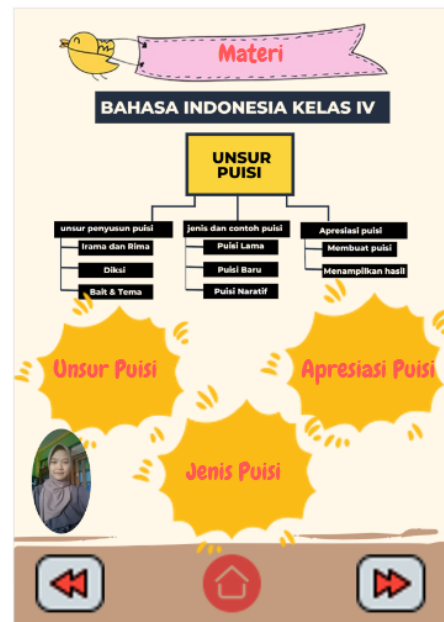 Materi
BAHASA INDONESIA KELAS IV
UNSUR
PUISI
unsur penyusun puisi
Irama dan Rima
Diksi
Bait & Tema
jenis dan contoh puisi
Puisi Lama
Puisi Baru
Puisi Naratif
Apresiasi puisi
Membuat puisi
Menampilkan hasil
Unsur Puisi
Apresiasi Puisi
Jenis Puisi